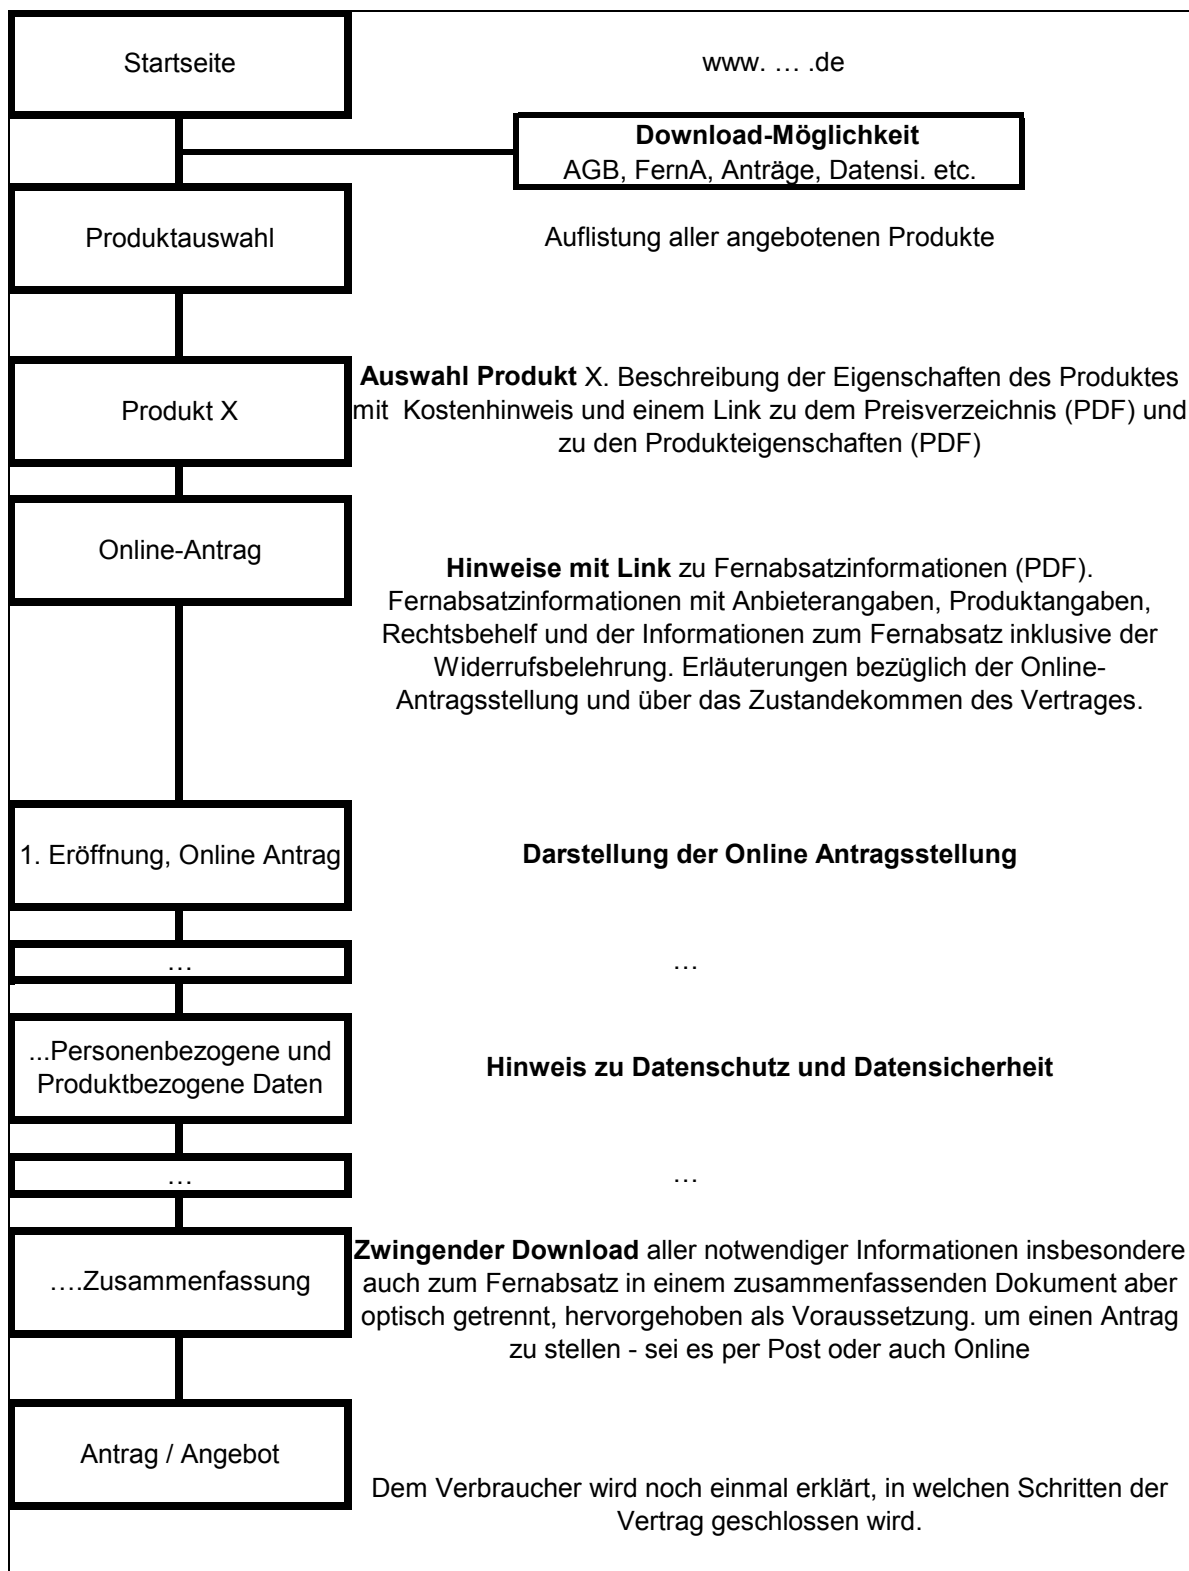 Startseite
www. … .de
Download-Möglichkeit
AGB, FernA, Anträge, Datensi. etc.
Produktauswahl
Auflistung aller angebotenen Produkte
Produkt X
Auswahl Produkt X. Beschreibung der Eigenschaften des Produktes
mit Kostenhinweis und einem Link zu dem Preisverzeichnis (PDF) und
zu den Produkteigenschaften (PDF)
Online-Antrag
Hinweise mit Link zu Fernabsatzinformationen (PDF).
Fernabsatzinformationen mit Anbieterangaben, Produktangaben,
Rechtsbehelf und der Informationen zum Fernabsatz inklusive der
Widerrufsbelehrung. Erläuterungen bezüglich der Online-
Antragsstellung und über das Zustandekommen des Vertrages.
1. Eröffnung, Online Antrag
Darstellung der Online Antragsstellung
…
…
...Personenbezogene und
Produktbezogene Daten
Hinweis zu Datenschutz und Datensicherheit
…
…
….Zusammenfassung
Zwingender Download aller notwendiger Informationen insbesondere
auch zum Fernabsatz in einem zusammenfassenden Dokument aber
optisch getrennt, hervorgehoben als Voraussetzung. um einen Antrag
zu stellen - sei es per Post oder auch Online
Antrag / Angebot
Dem Verbraucher wird noch einmal erklärt, in welchen Schritten der
Vertrag geschlossen wird.